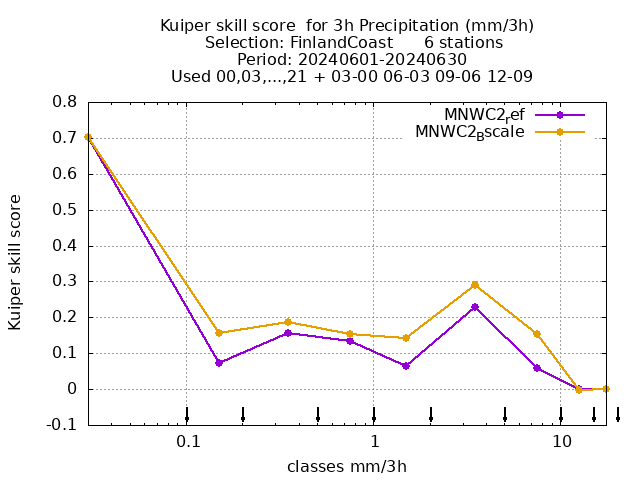 Kuiper skill score  for 3h Precipitation (mm/3h)
Selection: FinlandCoast      6 stations
Period: 20240601-20240630
Used 00,03,...,21 + 03-00 06-03 09-06 12-09
MNWC2_ref
MNWC2_Bscale
0.8
0.7
0.6
0.5
0.4
0.3
0.2
0.1
0
-0.1
Kuiper skill score
0.1 1 10
classes mm/3h